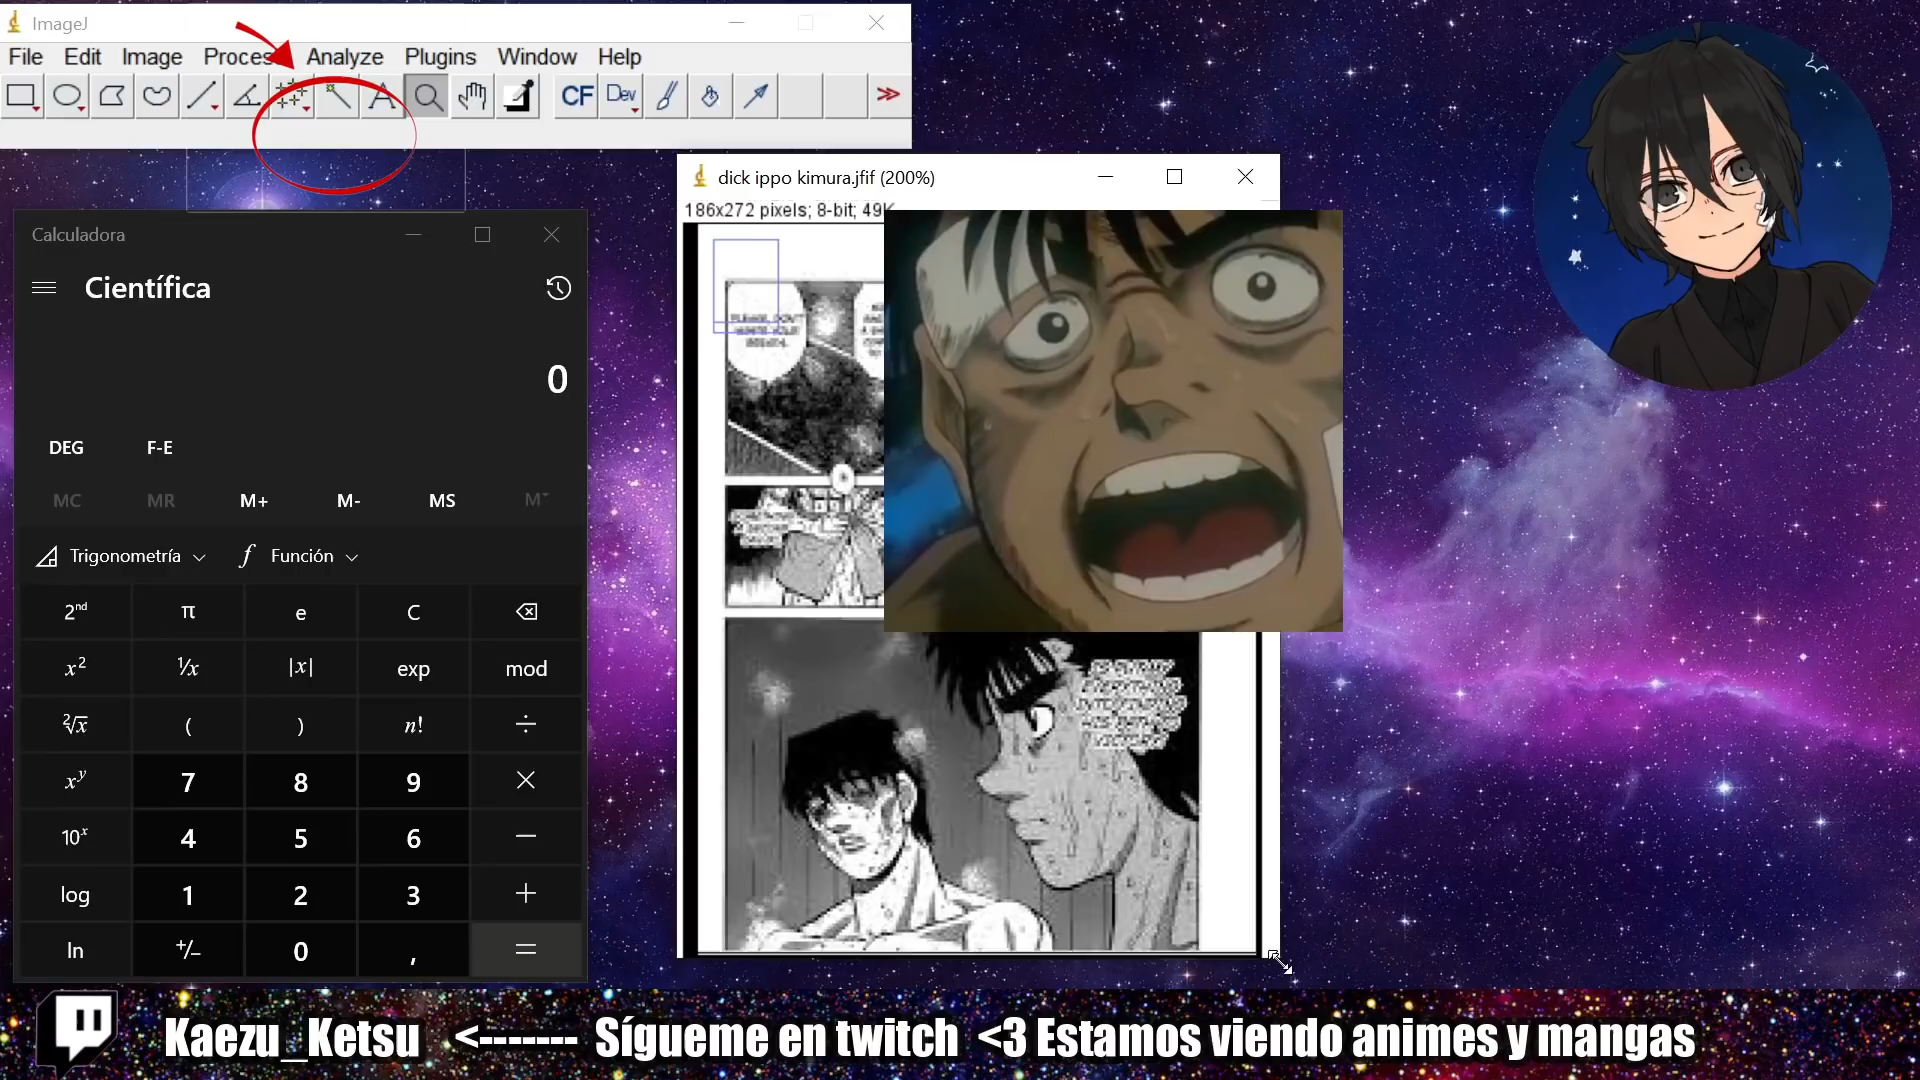 ImageJ
File Edit Image Process Analyze Plugins Window Help
CF Dev
dick ippo kimura.jfif (200%)
186x272 pixels; 8-bit; 49K
PLEASE, DON'T
Calculadora
Científica
0
DEG F-E
MC MR M+ M- MS M
Trigonometría f Función
2nd π e C
x² ¹⁄x |x| exp mod
²√x ( ) n! ÷
xʸ 7 8 9 ×
10ˣ 4 5 6 −
log 1 2 3 +
ln +/− 0 , =
Kaezu_Ketsu <------- Sígueme en twitch <3 Estamos viendo animes y mangas